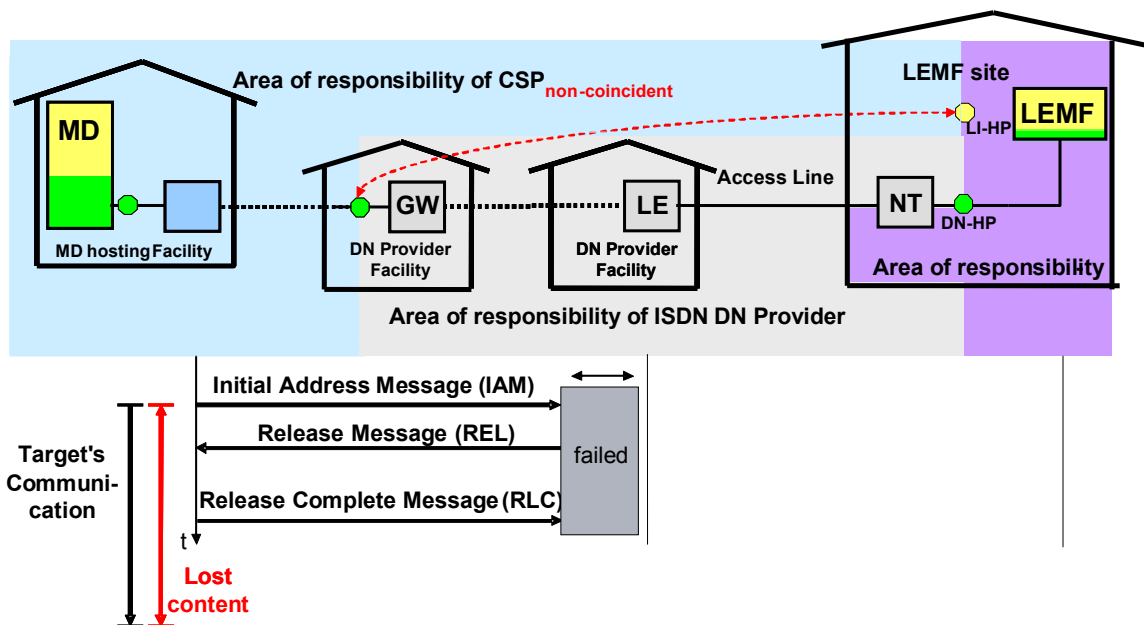 Area of responsibility of CSP non-coincident
LEMF site
MD
LEMF
LI-HP
GW
LE
Access Line
NT
DN-HP
MD hosting Facility
DN Provider
Facility
DN Provider
Facility
Area of responsibility
Area of responsibility of ISDN DN Provider
Initial Address Message (IAM)
Release Message (REL)
failed
Target's
Communi-
cation
Release Complete Message (RLC)
t
Lost
content